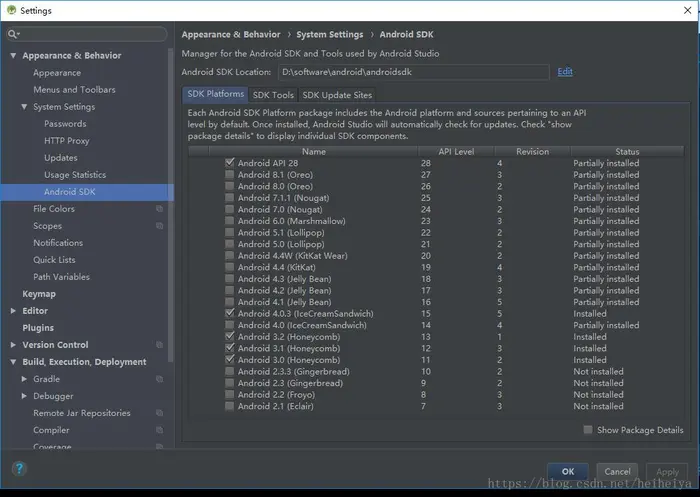 Settings
Appearance & Behavior › System Settings › Android SDK
Manager for the Android SDK and Tools used by Android Studio
Android SDK Location: D:\software\android\androidsdk Edit
SDK Platforms SDK Tools SDK Update Sites
Each Android SDK Platform package includes the Android platform and sources pertaining to an API
level by default. Once installed, Android Studio will automatically check for updates. Check "show
package details" to display individual SDK components.
Name API Level Revision Status
Android API 28 28 4 Partially installed
Android 8.1 (Oreo) 27 3 Partially installed
Android 8.0 (Oreo) 26 2 Partially installed
Android 7.1.1 (Nougat) 25 3 Partially installed
Android 7.0 (Nougat) 24 2 Partially installed
Android 6.0 (Marshmallow) 23 3 Partially installed
Android 5.1 (Lollipop) 22 2 Partially installed
Android 5.0 (Lollipop) 21 2 Partially installed
Android 4.4W (KitKat Wear) 20 2 Partially installed
Android 4.4 (KitKat) 19 4 Partially installed
Android 4.3 (Jelly Bean) 18 3 Partially installed
Android 4.2 (Jelly Bean) 17 3 Partially installed
Android 4.1 (Jelly Bean) 16 5 Partially installed
Android 4.0.3 (IceCreamSandwich) 15 5 Installed
Android 4.0 (IceCreamSandwich) 14 4 Partially installed
Android 3.2 (Honeycomb) 13 1 Installed
Android 3.1 (Honeycomb) 12 3 Installed
Android 3.0 (Honeycomb) 11 2 Installed
Android 2.3.3 (Gingerbread) 10 2 Not installed
Android 2.3 (Gingerbread) 9 2 Not installed
Android 2.2 (Froyo) 8 3 Not installed
Android 2.1 (Eclair) 7 3 Not installed
Show Package Details
Appearance & Behavior
Appearance
Menus and Toolbars
System Settings
Passwords
HTTP Proxy
Updates
Usage Statistics
Android SDK
File Colors
Scopes
Notifications
Quick Lists
Path Variables
Keymap
Editor
Plugins
Version Control
Build, Execution, Deployment
Gradle
Debugger
Remote Jar Repositories
Compiler
Coverage
?
OK Cancel Apply
https://blog.csdn.net/heiheiya